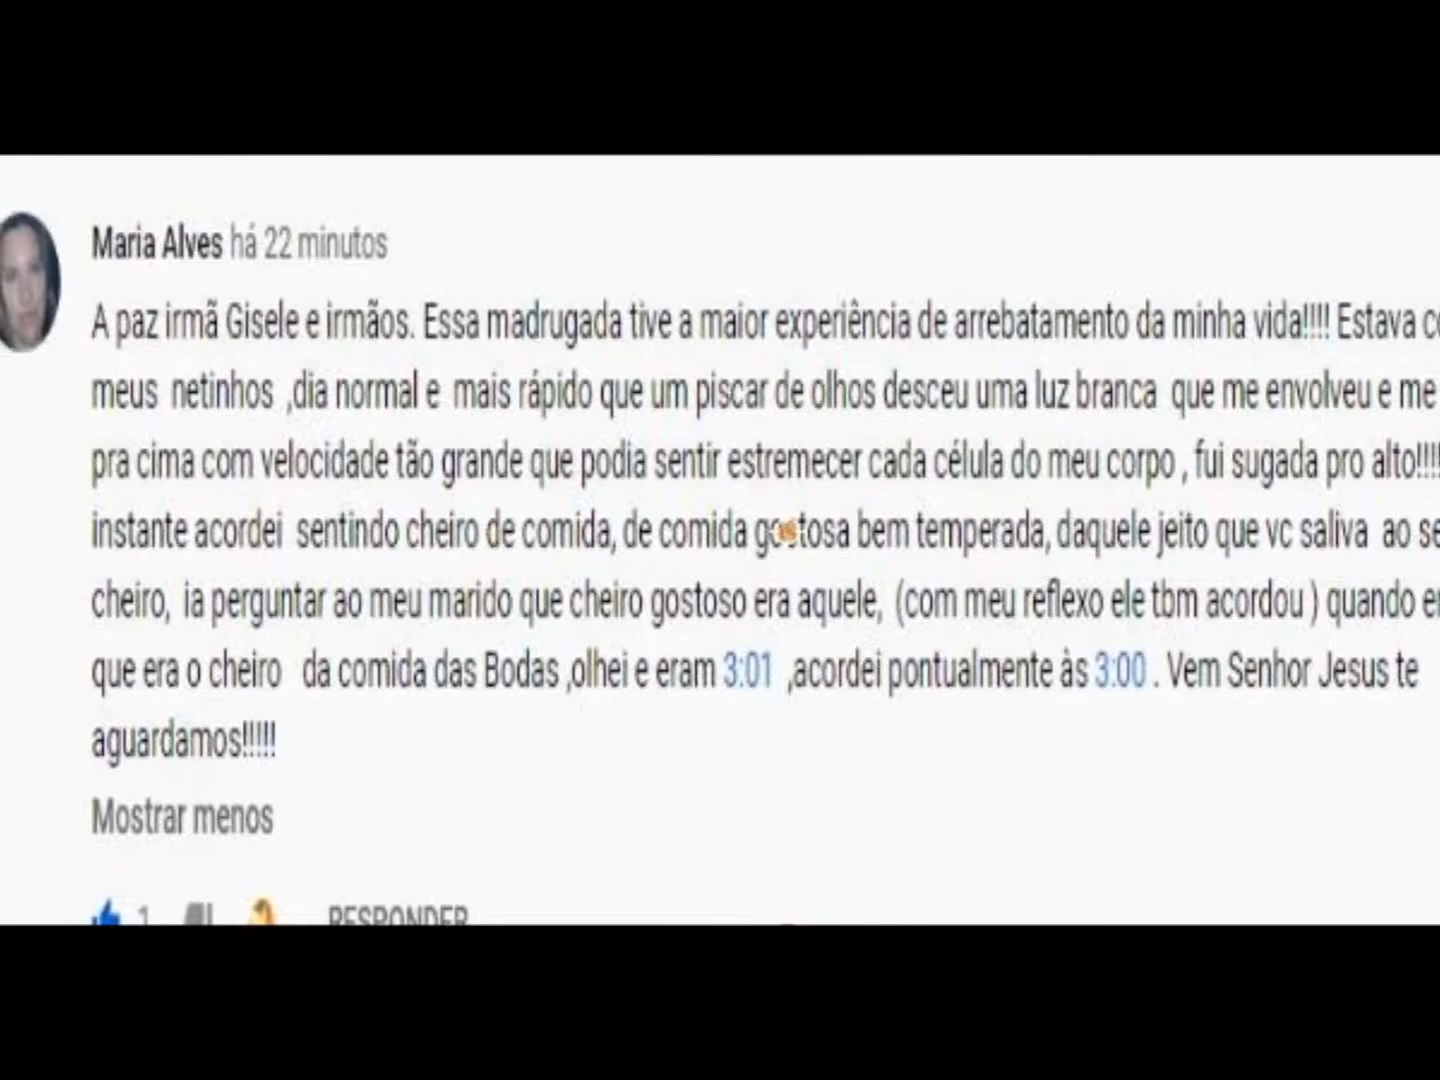 Maria Alves há 22 minutos
A paz irmã Gisele e irmãos. Essa madrugada tive a maior experiência de arrebatamento da minha vida!!!! Estava
meus netinhos ,dia normal e mais rápido que um piscar de olhos desceu uma luz branca que me envolveu e me
pra cima com velocidade tão grande que podia sentir estremecer cada célula do meu corpo , fui sugada pro alto!!!!
instante acordei sentindo cheiro de comida, de comida gostosa bem temperada, daquele jeito que vc saliva ao
cheiro, ia perguntar ao meu marido que cheiro gostoso era aquele, (com meu reflexo ele tbm acordou ) quando
que era o cheiro da comida das Bodas ,olhei e eram 3:01 ,acordei pontualmente às 3:00 . Vem Senhor Jesus te
aguardamos!!!!!
Mostrar menos
1 RESPONDER